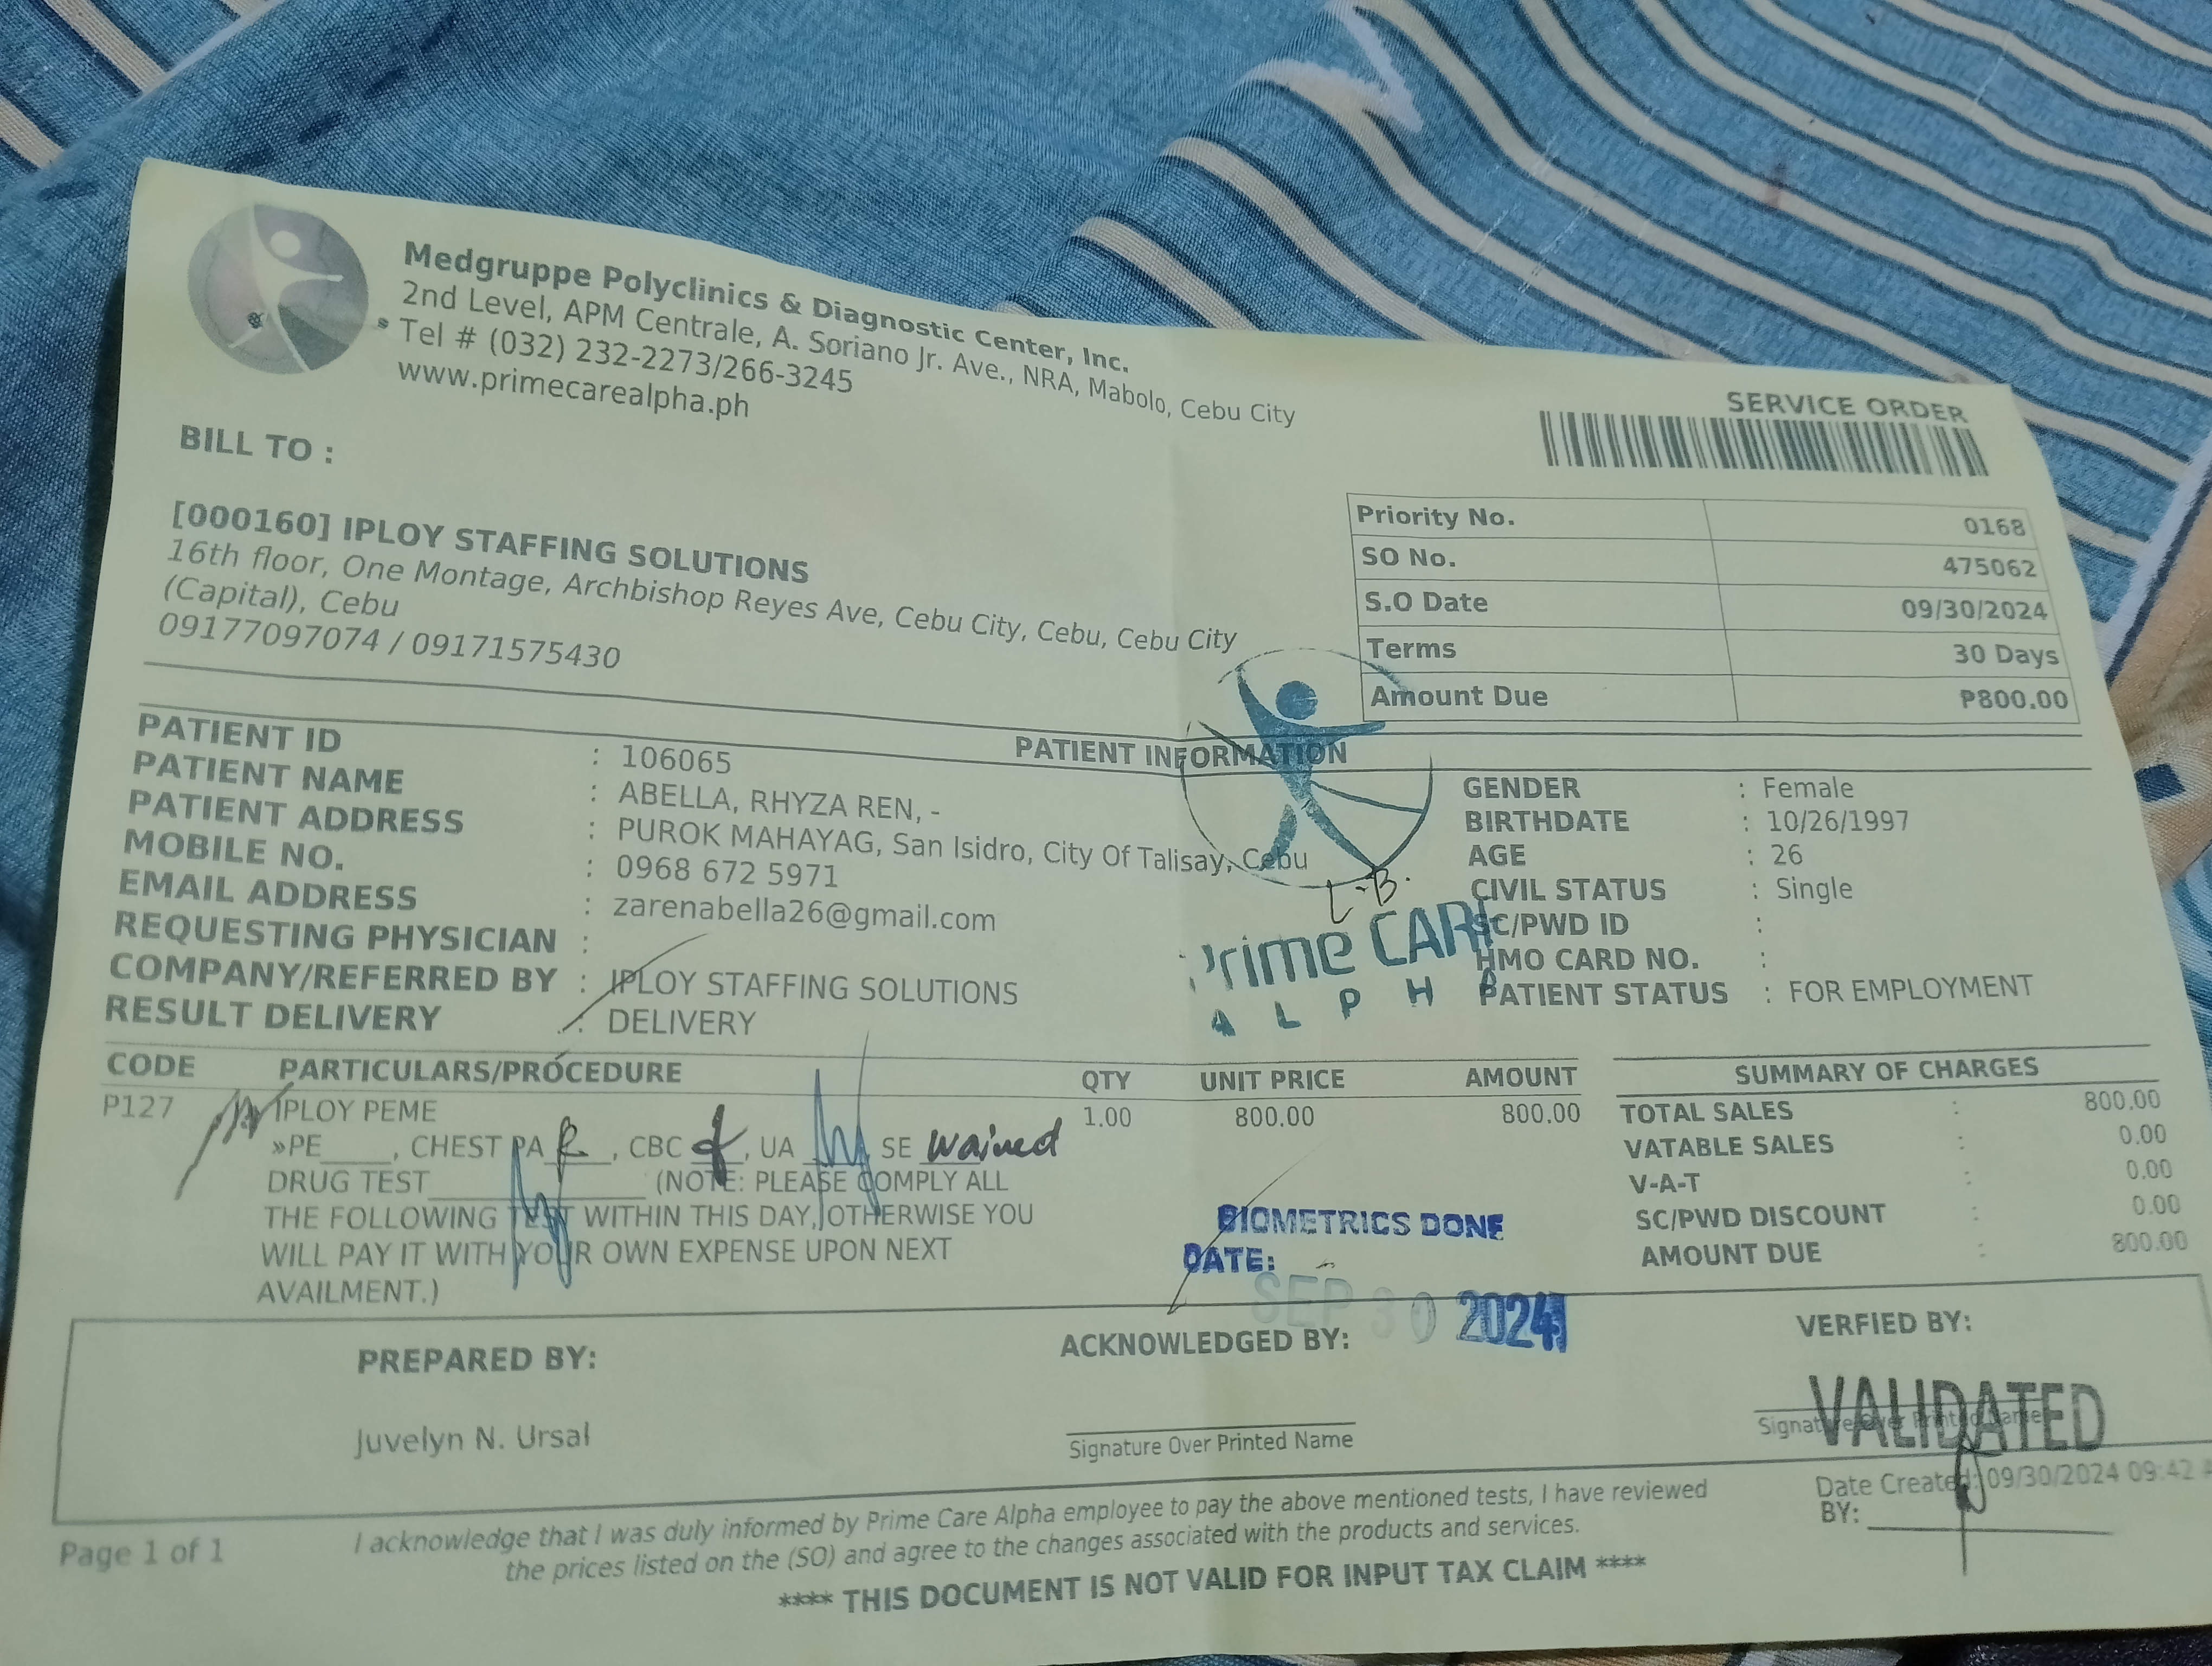 Medgruppe Polyclinics & Diagnostic Center, Inc.
2nd Level, APM Centrale, A. Soriano Jr. Ave., NRA, Mabolo, Cebu City
Tel # (032) 232-2273/266-3245
www.primecarealpha.ph
SERVICE ORDER
BILL TO :
[000160] IPLOY STAFFING SOLUTIONS
16th floor, One Montage, Archbishop Reyes Ave, Cebu City, Cebu, Cebu City
(Capital), Cebu
09177097074 / 09171575430
Priority No. 0168
SO No. 475062
S.O Date 09/30/2024
Terms 30 Days
Amount Due ₱800.00
PATIENT INFORMATION
PATIENT ID : 106065
PATIENT NAME : ABELLA, RHYZA REN, -
PATIENT ADDRESS : PUROK MAHAYAG, San Isidro, City Of Talisay, Cebu
MOBILE NO. : 0968 672 5971
EMAIL ADDRESS : zarenabella26@gmail.com
REQUESTING PHYSICIAN :
COMPANY/REFERRED BY : IPLOY STAFFING SOLUTIONS
RESULT DELIVERY : DELIVERY
GENDER : Female
BIRTHDATE : 10/26/1997
AGE : 26
CIVIL STATUS : Single
SC/PWD ID :
HMO CARD NO. :
PATIENT STATUS : FOR EMPLOYMENT
L.B.
Prime CARE
ALPHA
CODE PARTICULARS/PROCEDURE QTY UNIT PRICE AMOUNT
P127 IPLOY PEME 1.00 800.00 800.00
»PE____, CHEST PA____, CBC____, UA____, SE waived
DRUG TEST____________ (NOTE: PLEASE COMPLY ALL
THE FOLLOWING TEST WITHIN THIS DAY, OTHERWISE YOU
WILL PAY IT WITH YOUR OWN EXPENSE UPON NEXT
AVAILMENT.)
SUMMARY OF CHARGES
TOTAL SALES : 800.00
VATABLE SALES : 0.00
V-A-T : 0.00
SC/PWD DISCOUNT : 0.00
AMOUNT DUE : 800.00
BIOMETRICS DONE
DATE:
SEP 30 2024
PREPARED BY:
Juvelyn N. Ursal
ACKNOWLEDGED BY:
Signature Over Printed Name
VERFIED BY:
Signature Over Printed Name
VALIDATED
Date Created: 09/30/2024 09:42
BY:
Page 1 of 1
I acknowledge that I was duly informed by Prime Care Alpha employee to pay the above mentioned tests, I have reviewed
the prices listed on the (SO) and agree to the changes associated with the products and services.
**** THIS DOCUMENT IS NOT VALID FOR INPUT TAX CLAIM ****